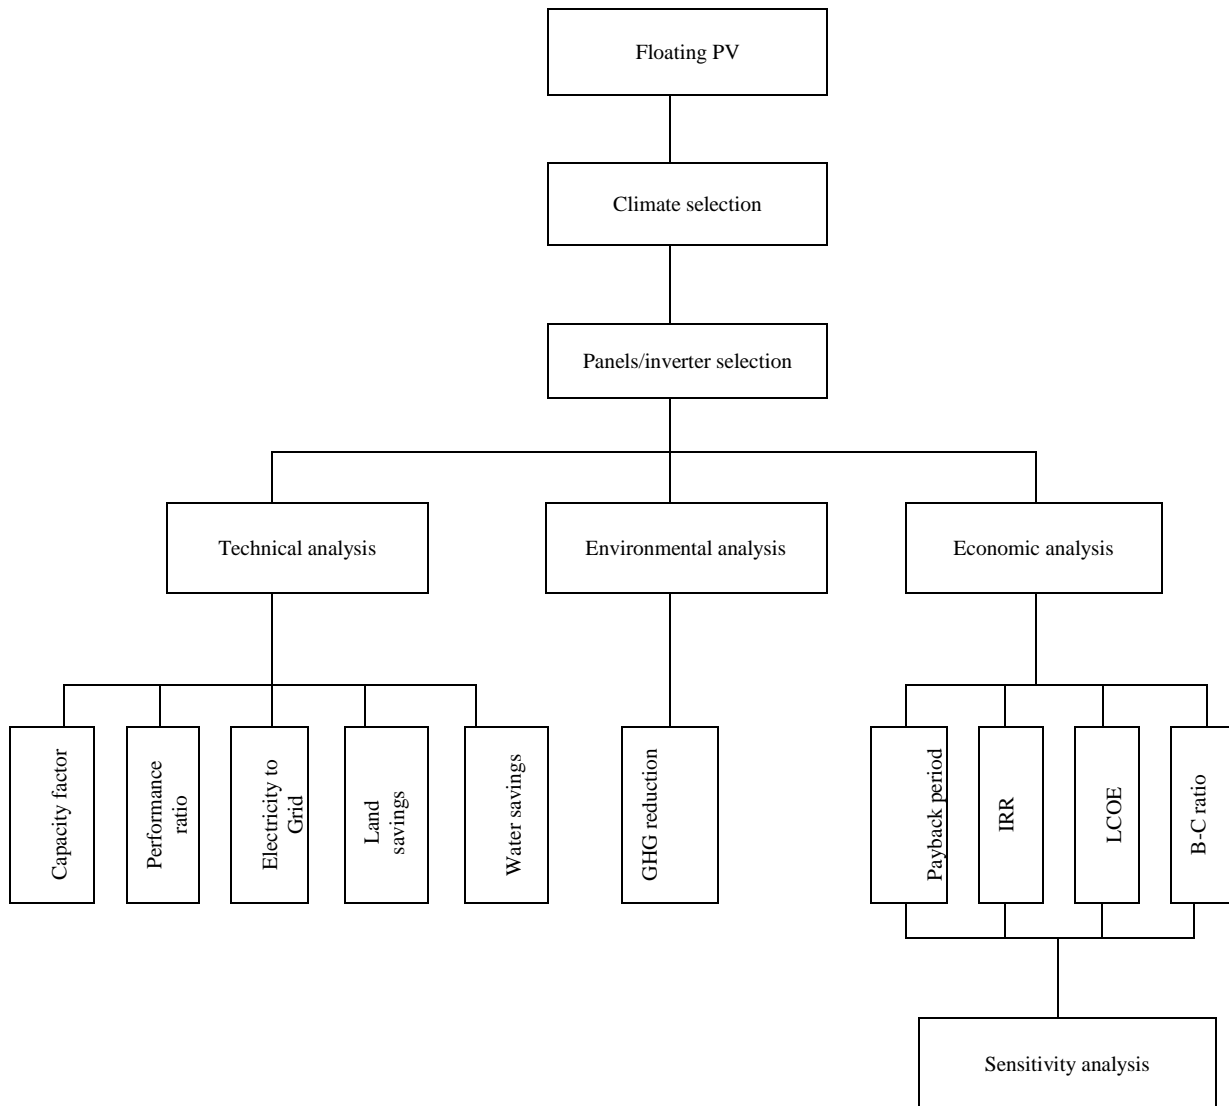 Floating PV
Climate selection
Panels/inverter selection
Technical analysis
Environmental analysis
Economic analysis
Capacity factor
Performance
ratio
Electricity to
Grid
Land
savings
Water savings
GHG reduction
Payback period
IRR
LCOE
B-C ratio
Sensitivity analysis